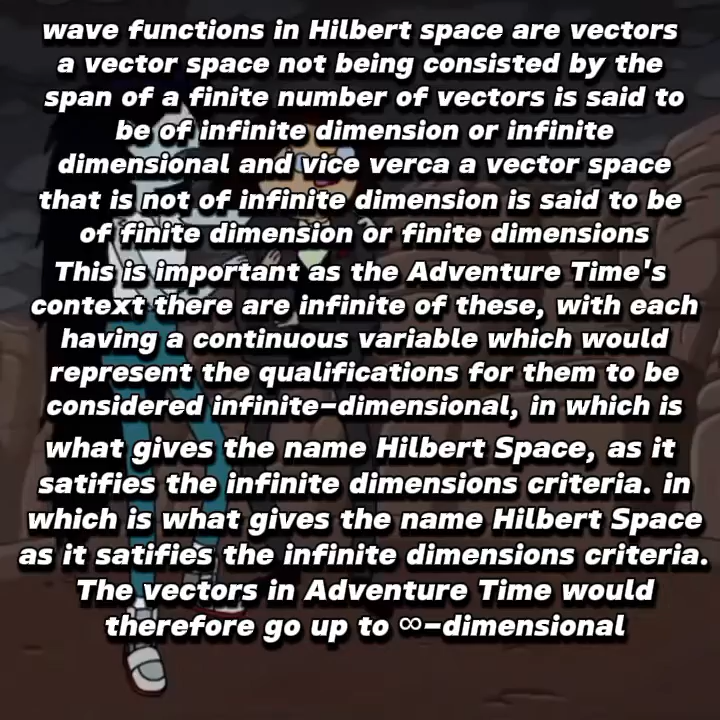 wave functions in Hilbert space are vectors
a vector space not being consisted by the
span of a finite number of vectors is said to
be of infinite dimension or infinite
dimensional and vice verca a vector space
that is not of infinite dimension is said to be
of finite dimension or finite dimensions
This is important as the Adventure Time's
context there are infinite of these, with each
having a continuous variable which would
represent the qualifications for them to be
considered infinite-dimensional, in which is
what gives the name Hilbert Space, as it
satifies the infinite dimensions criteria. in
which is what gives the name Hilbert Space
as it satifies the infinite dimensions criteria.
The vectors in Adventure Time would
therefore go up to ∞-dimensional